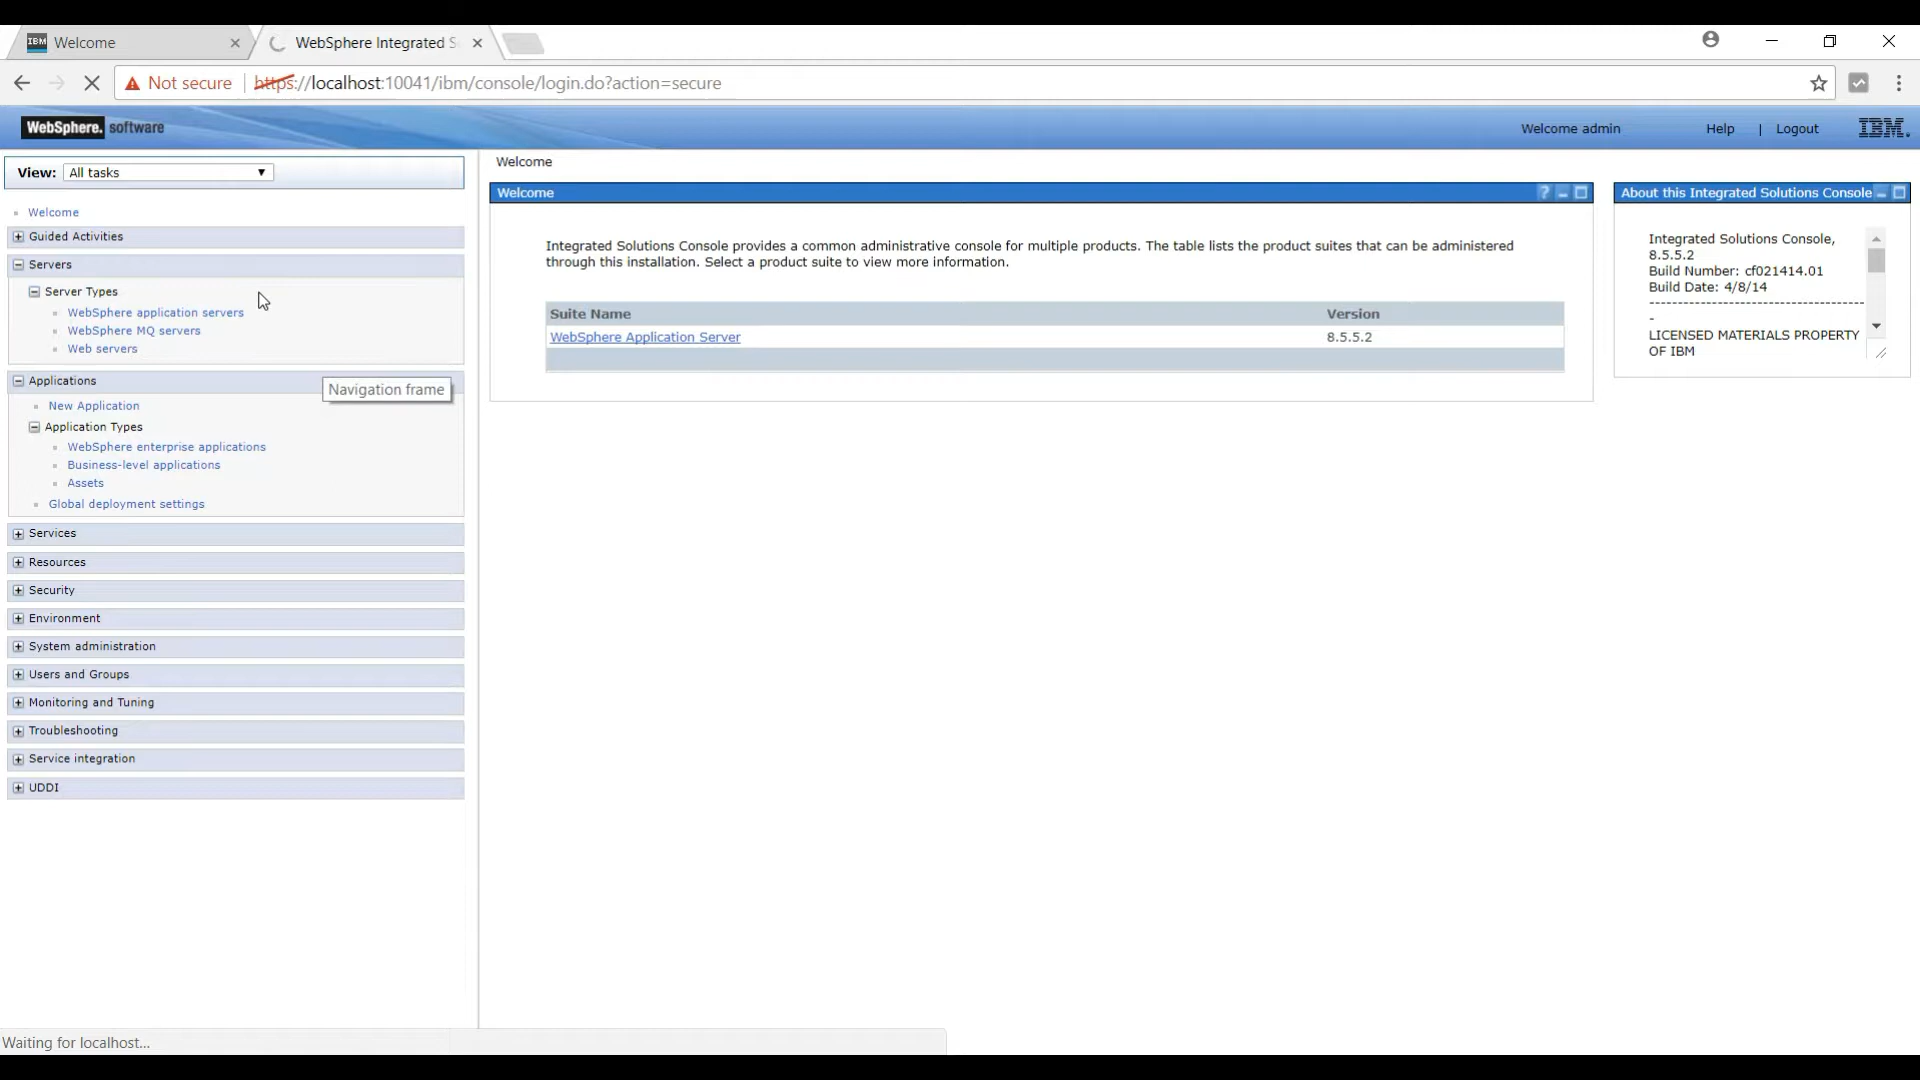 IBM Welcome
WebSphere Integrated S
Not secure https://localhost:10041/ibm/console/login.do?action=secure
WebSphere. software
Welcome admin Help | Logout IBM.
View: All tasks
Welcome
Guided Activities
Servers
Server Types
WebSphere application servers
WebSphere MQ servers
Web servers
Applications
Navigation frame
New Application
Application Types
WebSphere enterprise applications
Business-level applications
Assets
Global deployment settings
Services
Resources
Security
Environment
System administration
Users and Groups
Monitoring and Tuning
Troubleshooting
Service integration
UDDI
Welcome
Welcome ?
Integrated Solutions Console provides a common administrative console for multiple products. The table lists the product suites that can be administered
through this installation. Select a product suite to view more information.
Suite Name Version
WebSphere Application Server 8.5.5.2
About this Integrated Solutions Console
Integrated Solutions Console,
8.5.5.2
Build Number: cf021414.01
Build Date: 4/8/14
----------------------------------------
-
LICENSED MATERIALS PROPERTY
OF IBM
Waiting for localhost...